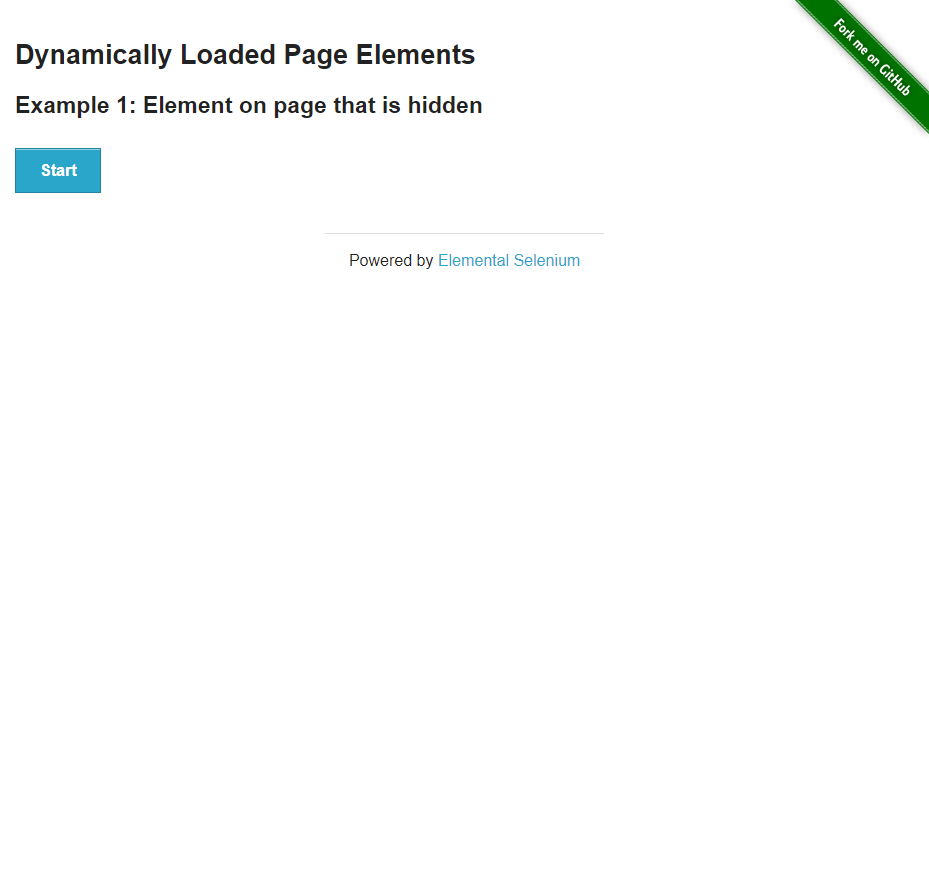 Dynamically Loaded Page Elements
Example 1: Element on page that is hidden
Start
Powered by Elemental Selenium
Fork me on GitHub